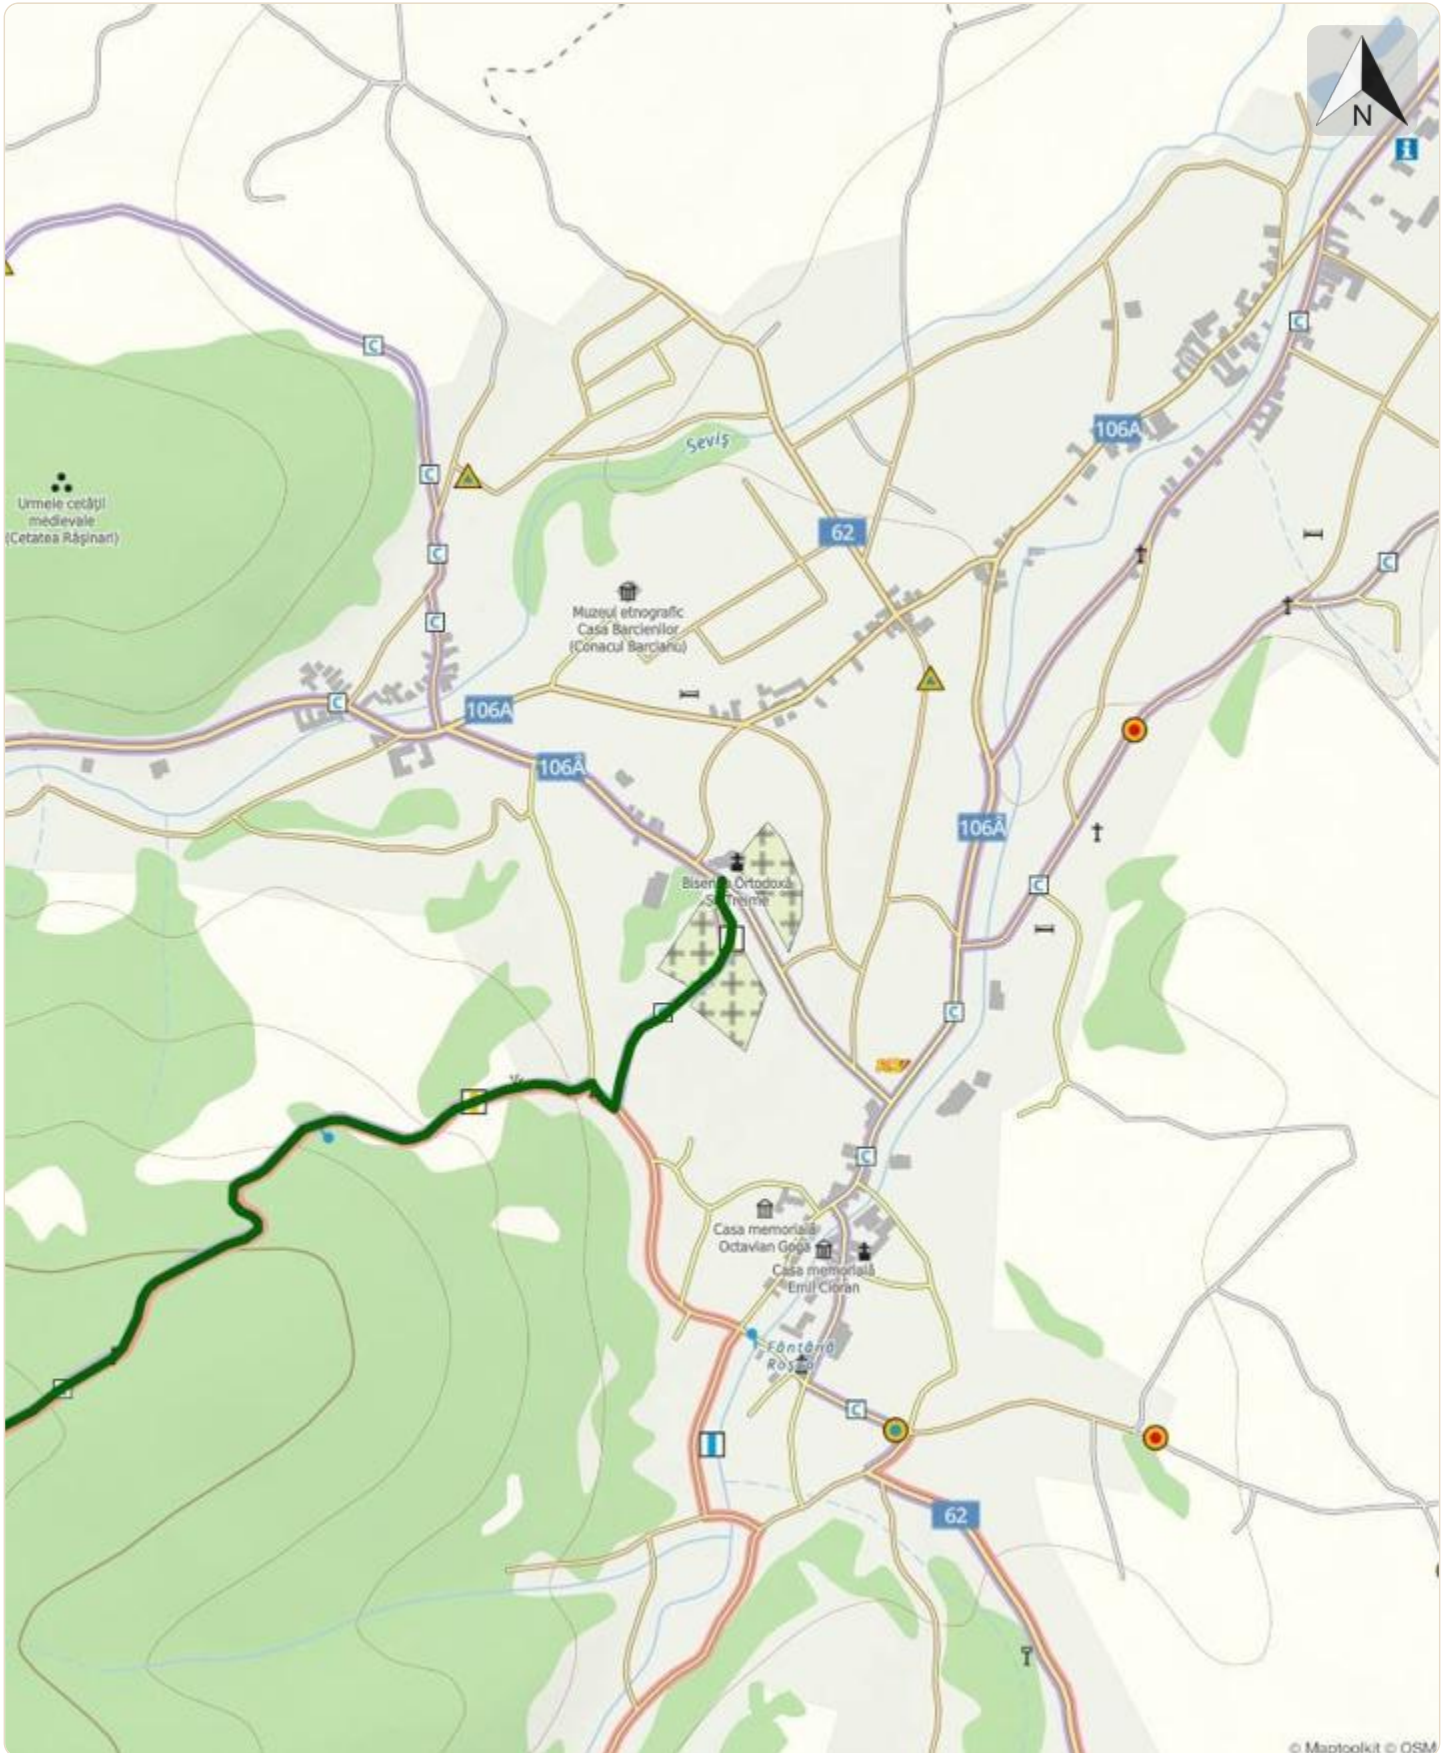 N
C
C
106A
Seviș
C
Urmele cetății
medievale
(Cetatea Rășinari)
62
C
C
Muzeul etnografic
Casa Barcienilor
(Conacul Barcianu)
C
C
106A
106A
106A
C
Biserica Ortodoxă
Sf. Treime
C
C
Casa memorială
Octavian Goga
Casa memorială
Emil Cioran
Fântâna
C
62
© Maptoolkit © OSM